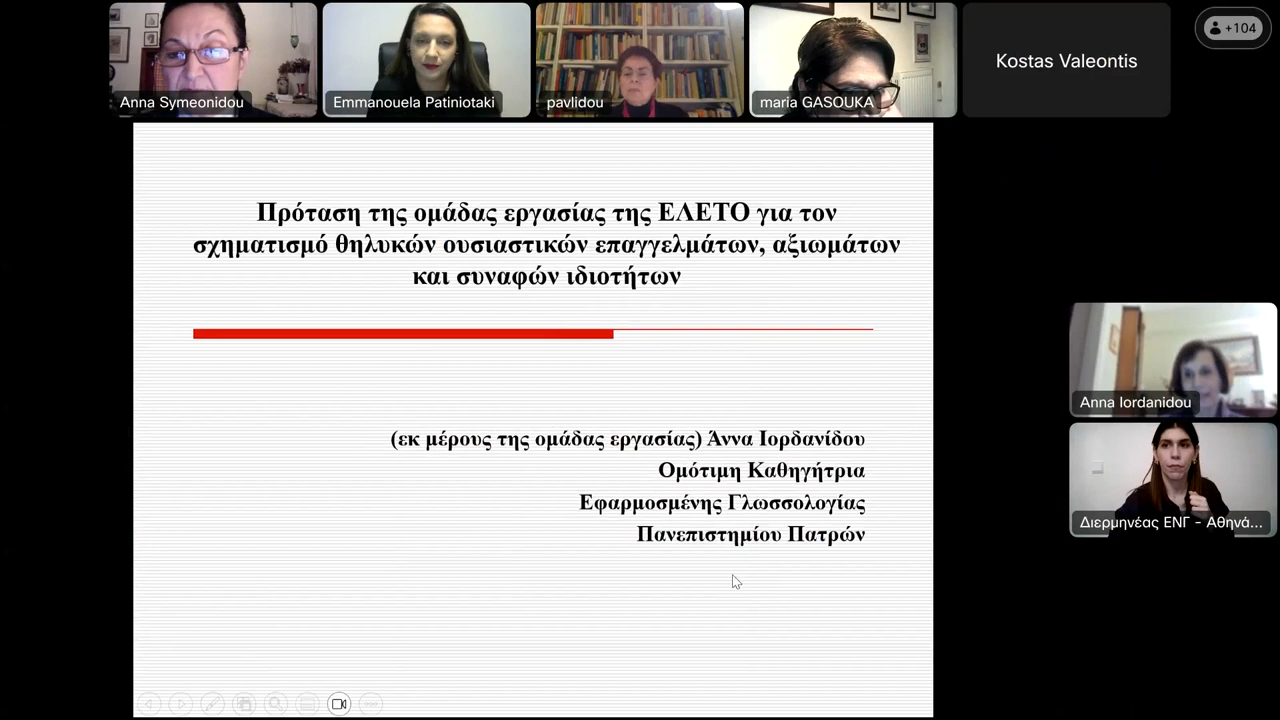 Anna Symeonidou
Emmanouela Patiniotaki
pavlidou
maria GASOUKA
Kostas Valeontis
+104
Πρόταση της ομάδας εργασίας της ΕΛΕΤΟ για τον
σχηματισμό θηλυκών ουσιαστικών επαγγελμάτων, αξιωμάτων
και συναφών ιδιοτήτων
(εκ μέρους της ομάδας εργασίας) Άννα Ιορδανίδου
Ομότιμη Καθηγήτρια
Εφαρμοσμένης Γλωσσολογίας
Πανεπιστημίου Πατρών
Anna Iordanidou
Διερμηνέας ΕΝΓ - Αθηνά...